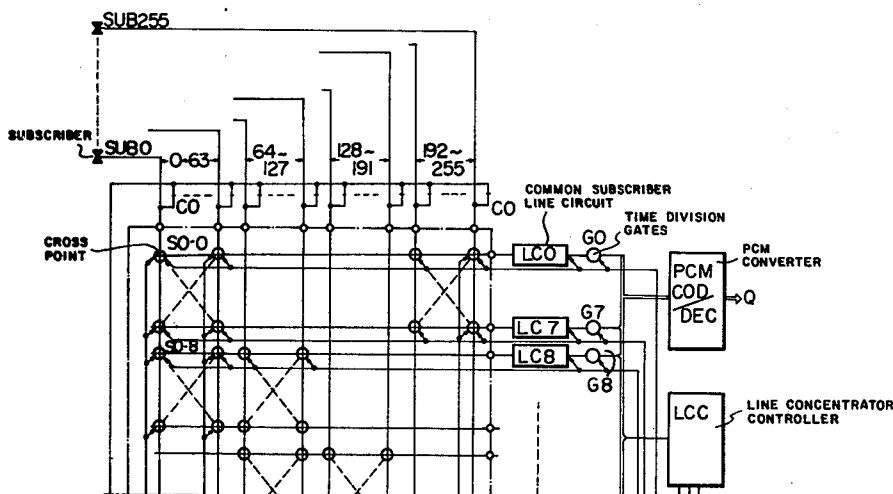 SUB255
SUBSCRIBER
SUB0
0-63
64~
127
128~
191
192~
255
CO
CO
COMMON SUBSCRIBER
LINE CIRCUIT
TIME DIVISION
GATES
CROSS
POINT
SO-0
LC0
G0
PCM
COD
/DEC
PCM
CONVERTER
Q
LC7
G7
SO-8
LC8
G8
LCC
LINE CONCENTRATOR
CONTROLLER